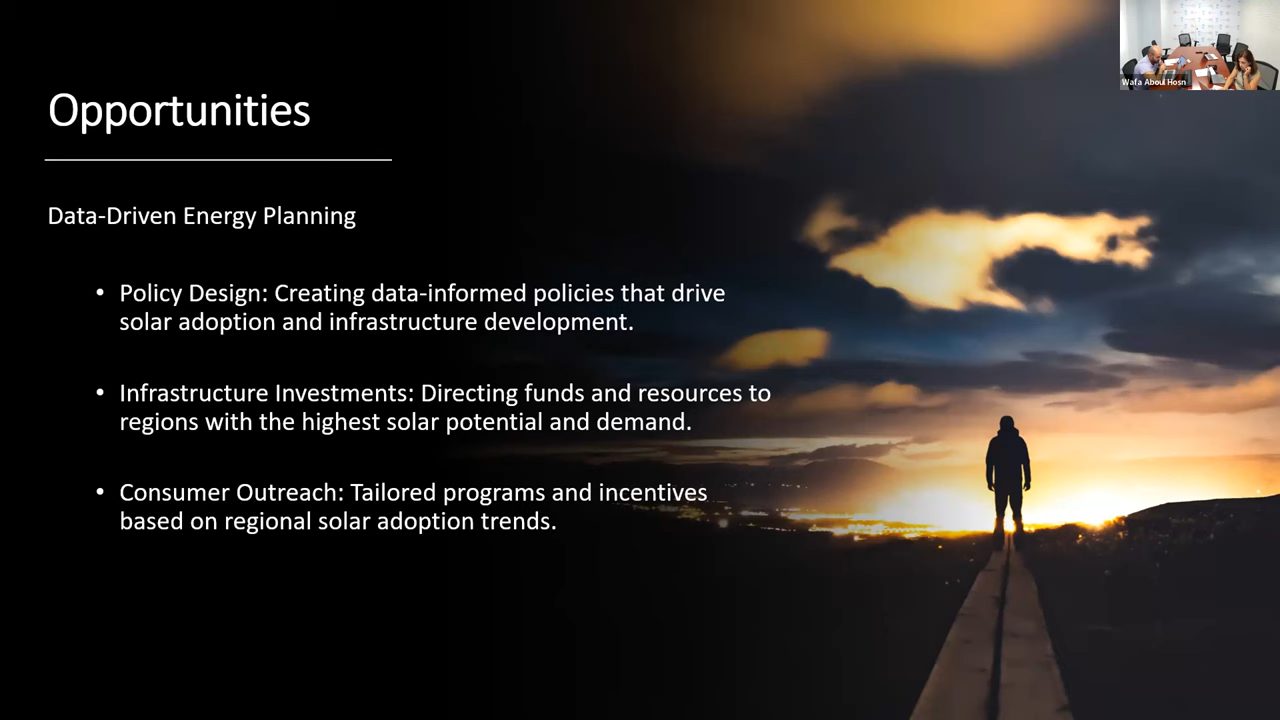 Opportunities
Data-Driven Energy Planning
• Policy Design: Creating data-informed policies that drive
solar adoption and infrastructure development.
• Infrastructure Investments: Directing funds and resources to
regions with the highest solar potential and demand.
• Consumer Outreach: Tailored programs and incentives
based on regional solar adoption trends.
Wafa Aboul Hosn